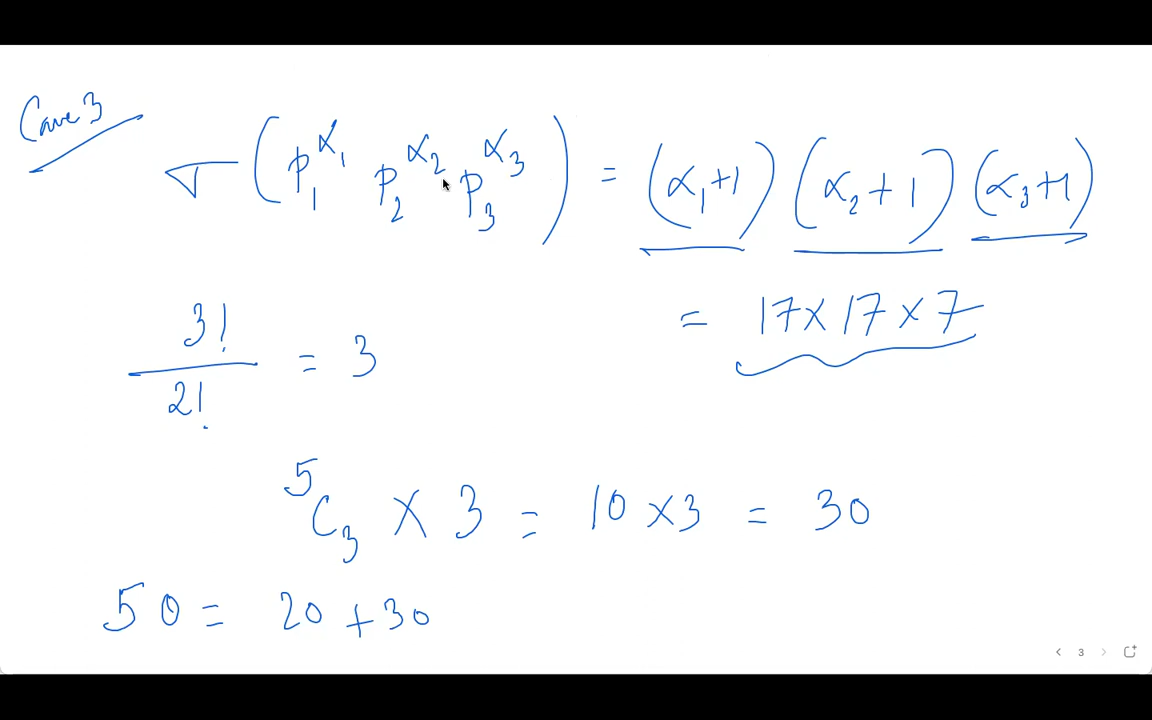 Case 3
τ(p₁^α₁ p₂^α₂ p₃^α₃) = (α₁+1) (α₂+1) (α₃+1)
= 17×17×7
3!/2! = 3
⁵C₃ × 3 = 10 ×3 = 30
50 = 20 +30
3